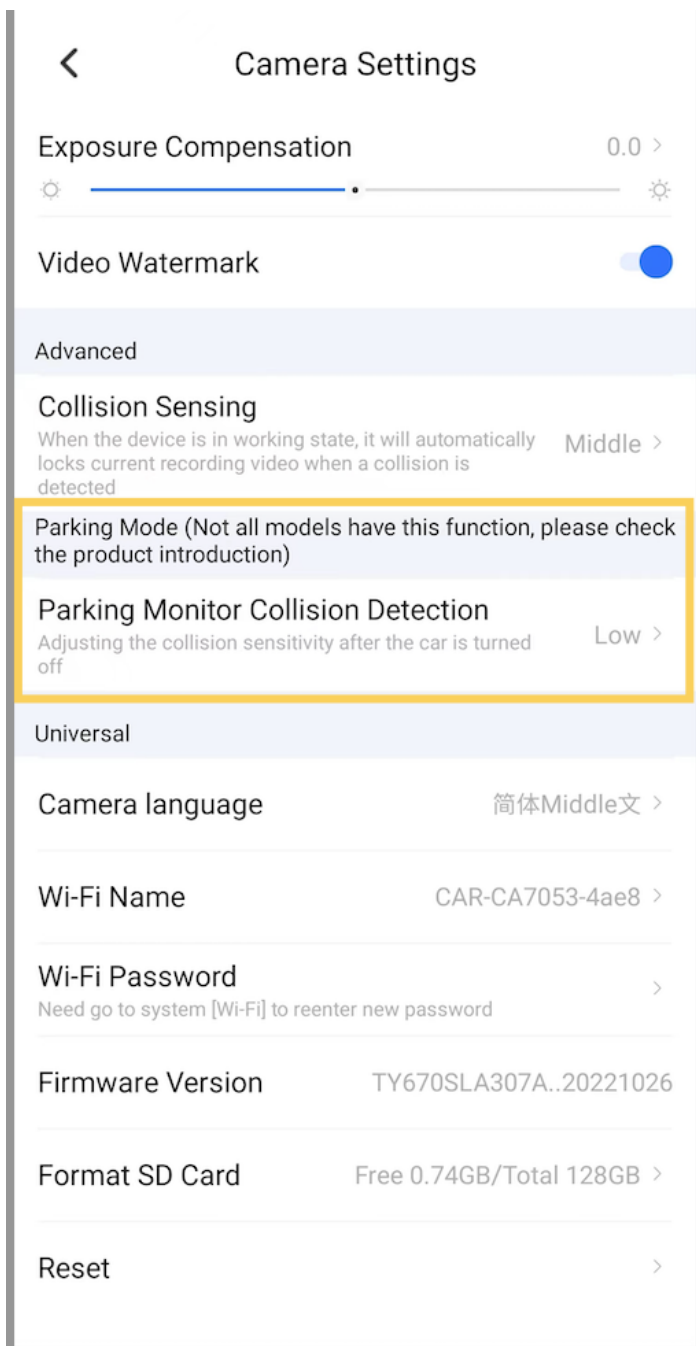 Camera Settings
Exposure Compensation 0.0
Video Watermark
Advanced
Collision Sensing
When the device is in working state, it will automatically
locks current recording video when a collision is
detected
Middle
Parking Mode (Not all models have this function, please check
the product introduction)
Parking Monitor Collision Detection
Adjusting the collision sensitivity after the car is turned
off
Low
Universal
Camera language 简体Middle文
Wi-Fi Name CAR-CA7053-4ae8
Wi-Fi Password
Need go to system [Wi-Fi] to reenter new password
Firmware Version TY670SLA307A..20221026
Format SD Card Free 0.74GB/Total 128GB
Reset